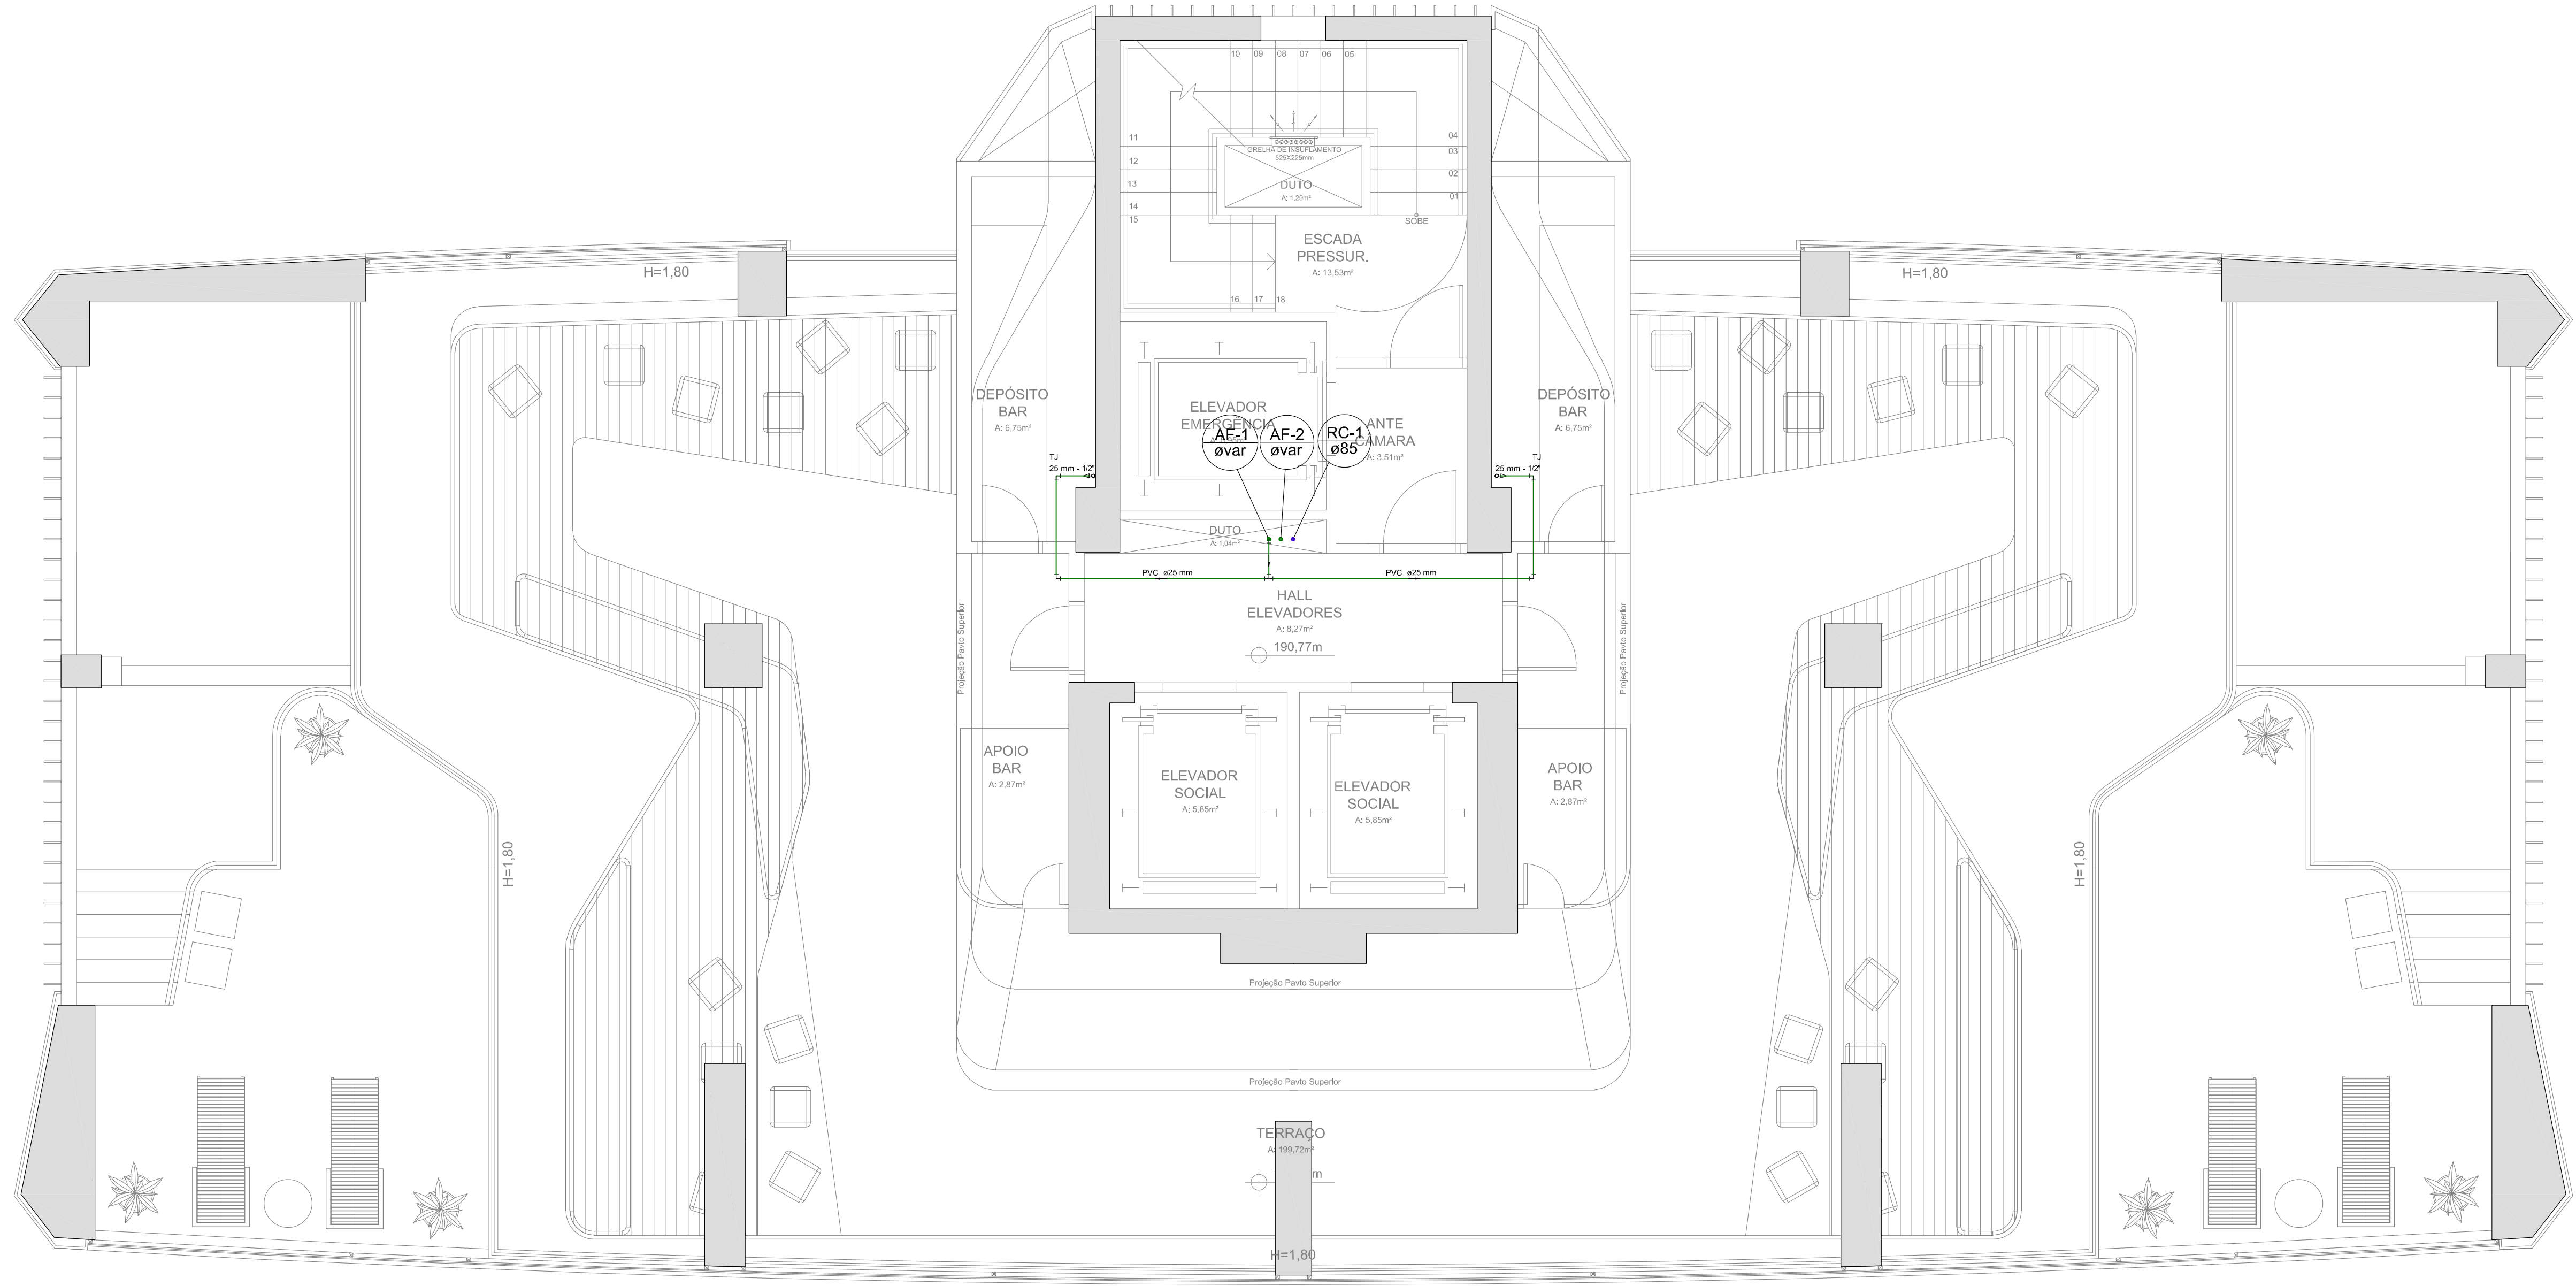 10 09 08 07 06 05
11
12
13
14
15
04
03
02
01
GRELHA DE INSUFLAMENTO
525X225mm
DUTO
A: 1,29m²
SOBE
ESCADA
PRESSUR.
A: 13,53m²
16 17 18
H=1,80
H=1,80
DEPÓSITO
BAR
A: 6,75m²
ELEVADOR
EMERGÊNCIA
AF-1
øvar
AF-2
øvar
RC-1
ø85
ANTE
CÂMARA
A: 3,51m²
DEPÓSITO
BAR
A: 6,75m²
TJ
25 mm - 1/2"
TJ
25 mm - 1/2"
DUTO
A: 1,04m²
PVC ø25 mm
PVC ø25 mm
HALL
ELEVADORES
A: 8,27m²
190,77m
Projeção Pavto Superior
Projeção Pavto Superior
APOIO
BAR
A: 2,87m²
ELEVADOR
SOCIAL
A: 5,85m²
ELEVADOR
SOCIAL
A: 5,85m²
APOIO
BAR
A: 2,87m²
H=1,80
H=1,80
Projeção Pavto Superior
Projeção Pavto Superior
TERRAÇO
A: 199,72m²
m
H=1,80